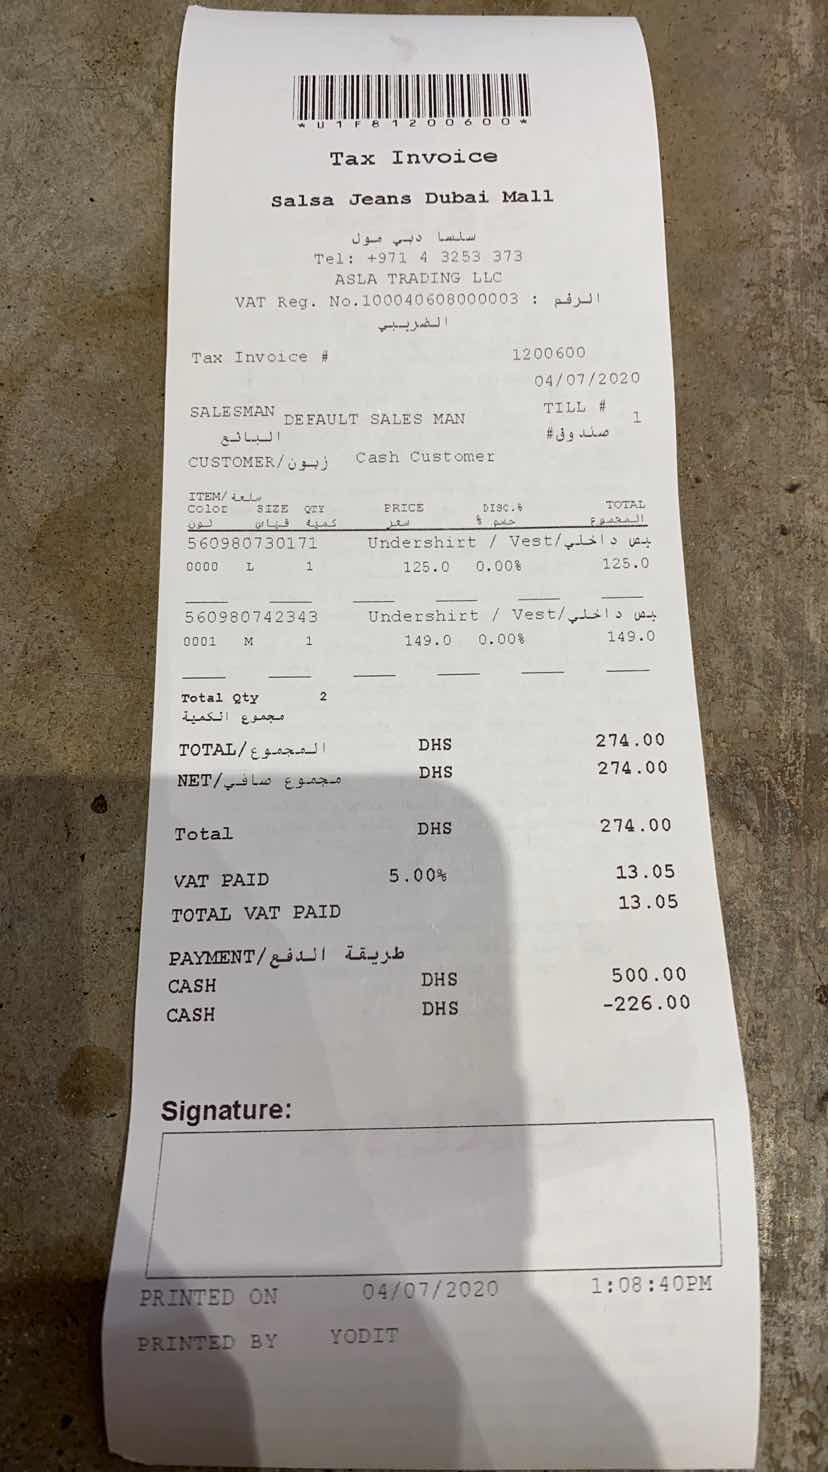 *U1F81200600*
Tax Invoice
Salsa Jeans Dubai Mall
سلسا دبي مول
Tel: +971 4 3253 373
ASLA TRADING LLC
VAT Reg. No.100040608000003 : الرقم
الضريبي
Tax Invoice # 1200600
04/07/2020
SALESMAN DEFAULT SALES MAN TILL # 1
البائع صندوق#
CUSTOMER/زبون Cash Customer
ITEM/سلعة
Color SIZE QTY PRICE DISC.% TOTAL
لون قياس كمية سعر خصم % المجموع
560980730171 Undershirt / Vest/يص داخلي
0000 L 1 125.0 0.00% 125.0
560980742343 Undershirt / Vest/يص داخلي
0001 M 1 149.0 0.00% 149.0
Total Qty 2
مجموع الكمية
TOTAL/المجموع DHS 274.00
NET/مجموع صافي DHS 274.00
Total DHS 274.00
VAT PAID 5.00% 13.05
TOTAL VAT PAID 13.05
PAYMENT/طريقة الدفع
CASH DHS 500.00
CASH DHS -226.00
Signature:
PRINTED ON 04/07/2020 1:08:40PM
PRINTED BY YODIT